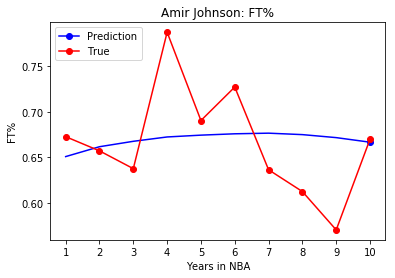 Amir Johnson: FT%
Prediction
True
FT%
0.75
0.70
0.65
0.60
1 2 3 4 5 6 7 8 9 10
Years in NBA